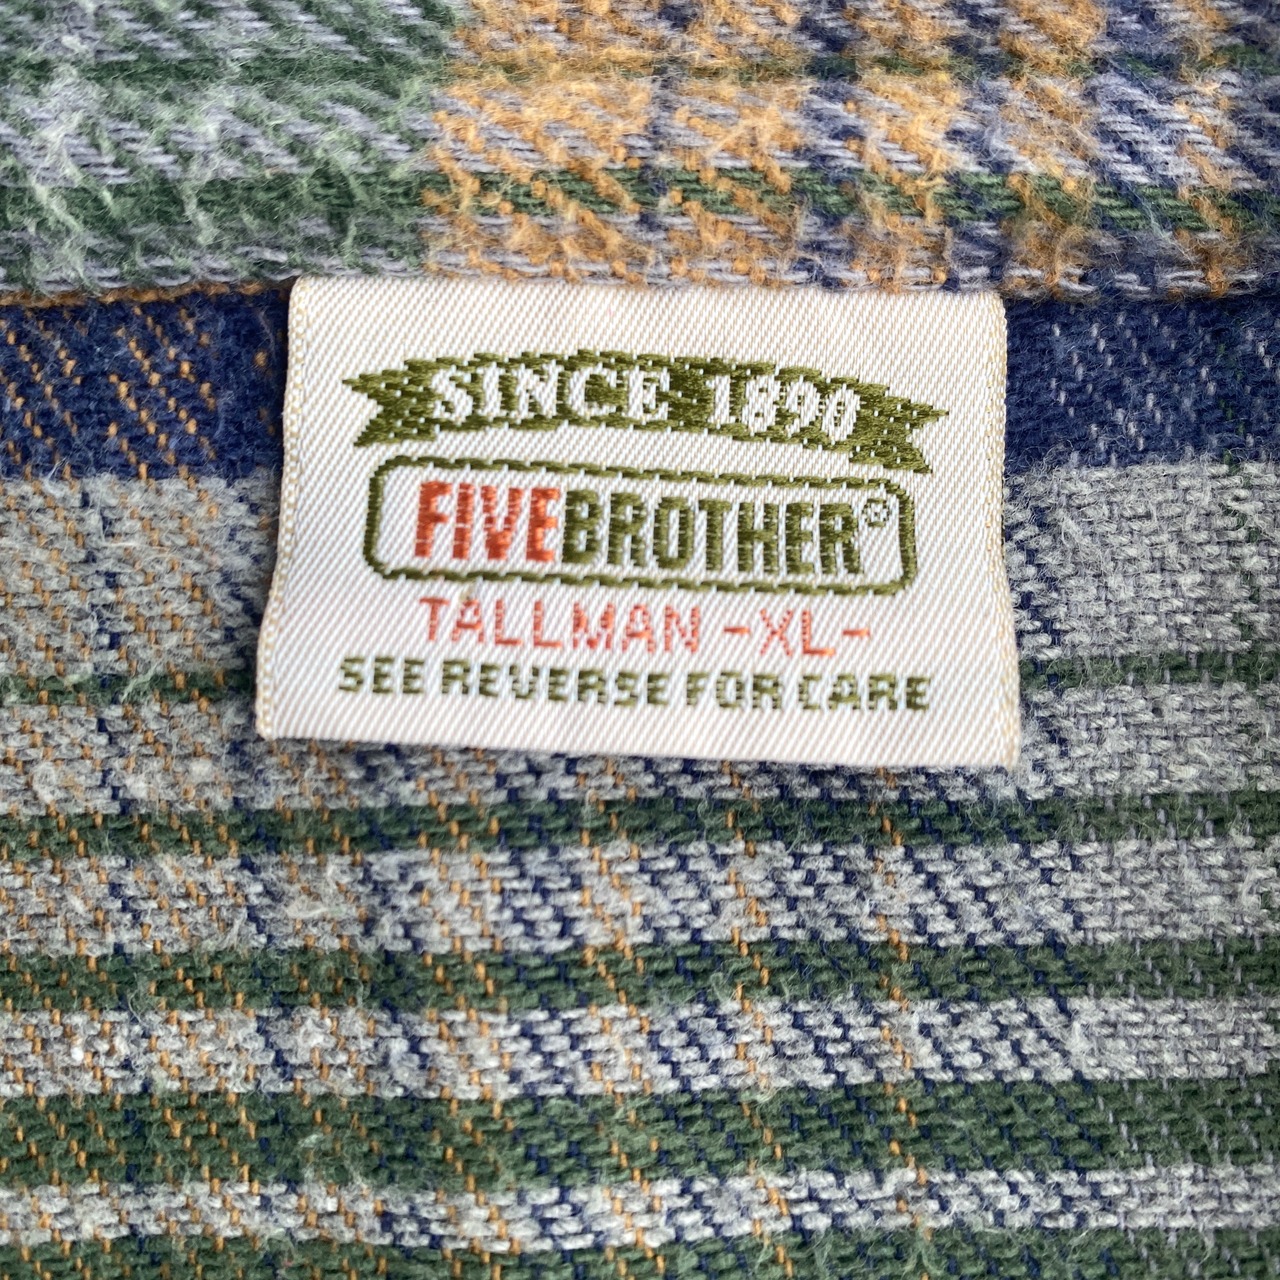 SINCE 1890
FIVEBROTHER®
TALLMAN -XL-
SEE REVERSE FOR CARE